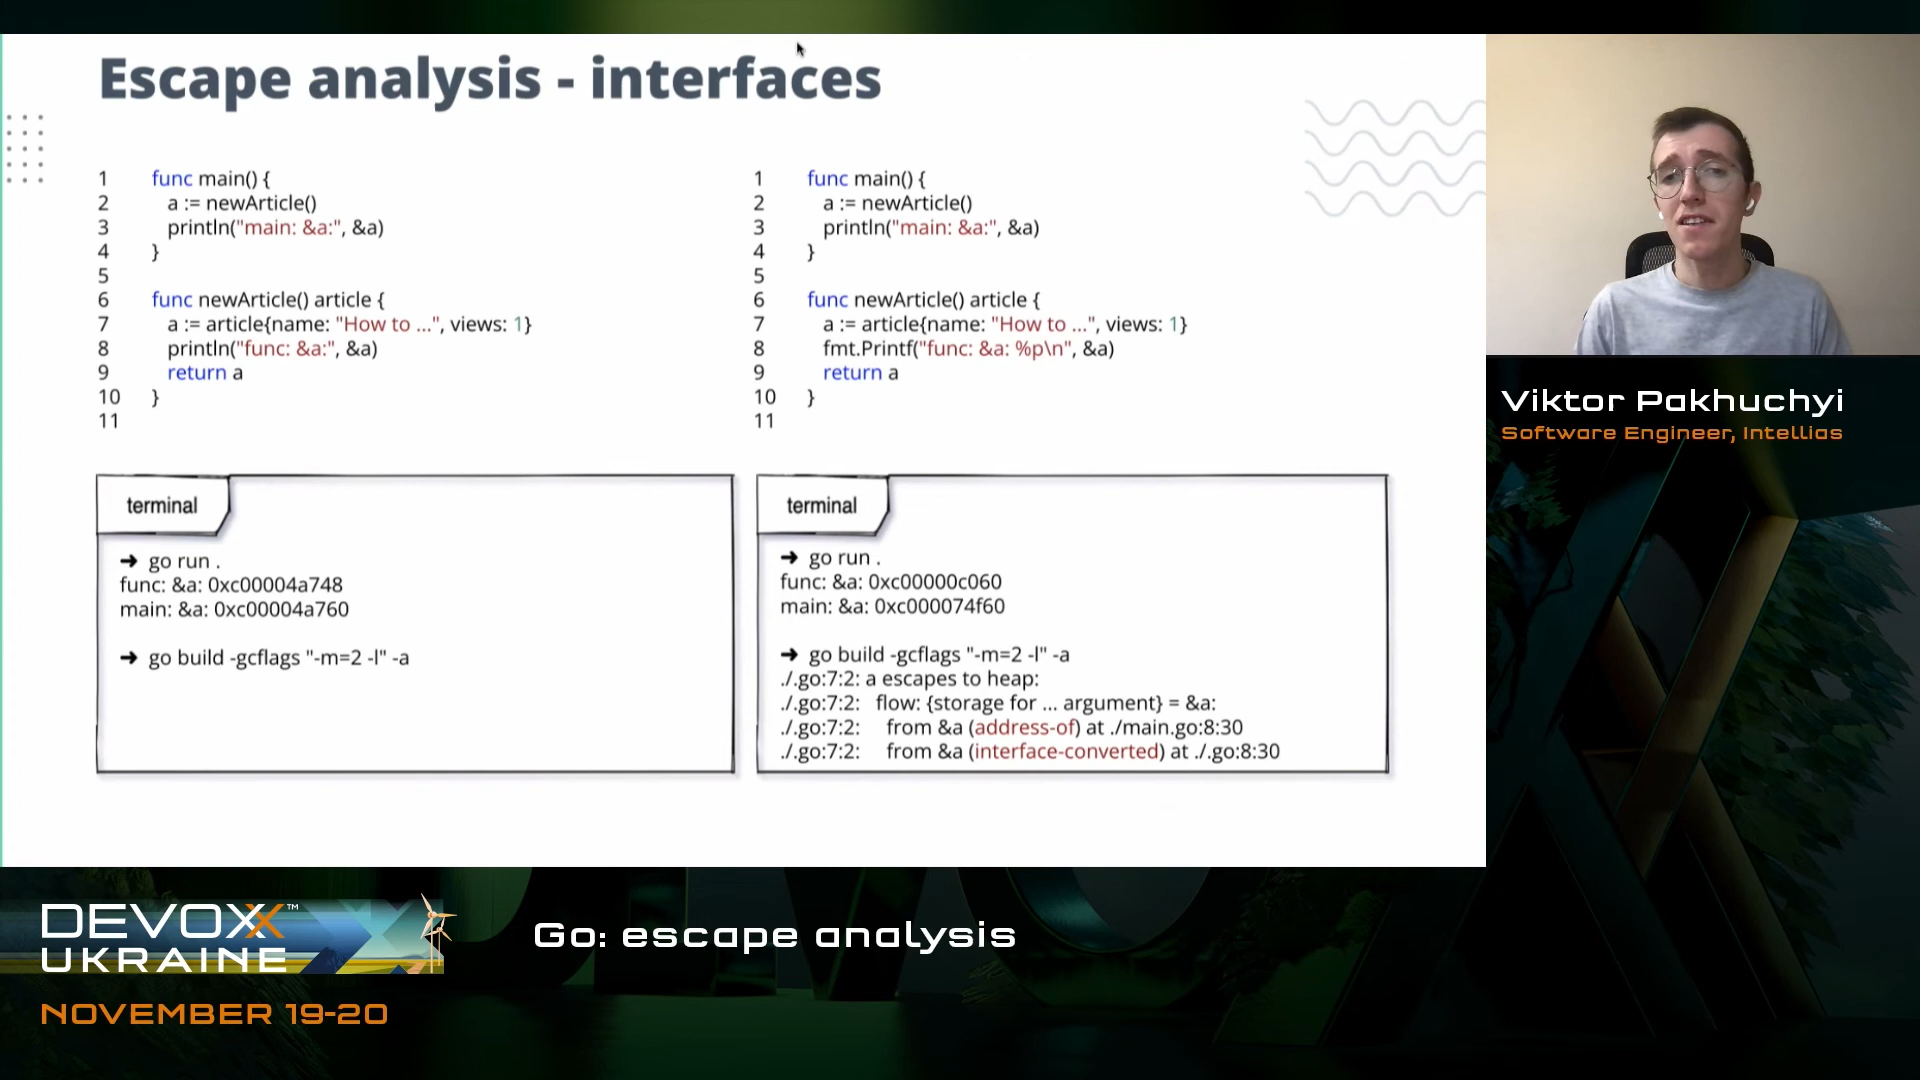 Escape analysis - interfaces
1 func main() {
2 a := newArticle()
3 println("main: &a:", &a)
4 }
5
6 func newArticle() article {
7 a := article{name: "How to ...", views: 1}
8 println("func: &a:", &a)
9 return a
10 }
11
1 func main() {
2 a := newArticle()
3 println("main: &a:", &a)
4 }
5
6 func newArticle() article {
7 a := article{name: "How to ...", views: 1}
8 fmt.Printf("func: &a: %p\n", &a)
9 return a
10 }
11
terminal
➜ go run .
func: &a: 0xc00004a748
main: &a: 0xc00004a760
➜ go build -gcflags "-m=2 -l" -a
terminal
➜ go run .
func: &a: 0xc00000c060
main: &a: 0xc000074f60
➜ go build -gcflags "-m=2 -l" -a
./.go:7:2: a escapes to heap:
./.go:7:2: flow: {storage for ... argument} = &a:
./.go:7:2: from &a (address-of) at ./main.go:8:30
./.go:7:2: from &a (interface-converted) at ./.go:8:30
Viktor Pakhuchyi
Software Engineer, Intellias
DEVOXX™
UKRAINE
NOVEMBER 19-20
Go: escape analysis